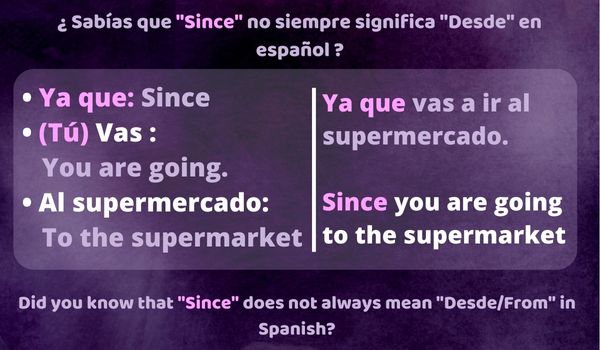 ¿ Sabías que "Since" no siempre significa "Desde" en
español ?
• Ya que: Since
• (Tú) Vas :
You are going.
• Al supermercado:
To the supermarket
Ya que vas a ir al
supermercado.
Since you are going
to the supermarket
Did you know that "Since" does not always mean "Desde/From" in
Spanish?